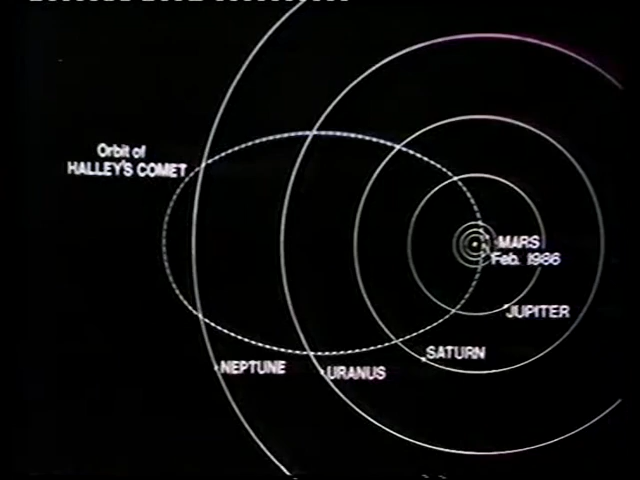 Orbit of
HALLEY'S COMET
MARS
Feb. 1986
JUPITER
SATURN
NEPTUNE
URANUS